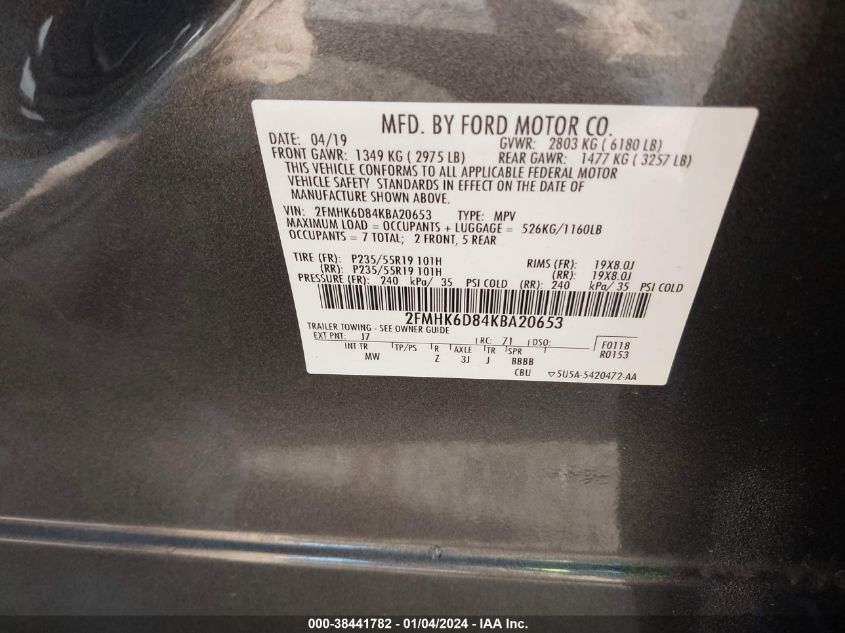 MFD. BY FORD MOTOR CO.
DATE: 04/19 GVWR: 2803 KG ( 6180 LB)
FRONT GAWR: 1349 KG ( 2975 LB) REAR GAWR: 1477 KG ( 3257 LB)
THIS VEHICLE CONFORMS TO ALL APPLICABLE FEDERAL MOTOR
VEHICLE SAFETY STANDARDS IN EFFECT ON THE DATE OF
MANUFACTURE SHOWN ABOVE.
VIN: 2FMHK6D84KBA20653 TYPE: MPV
MAXIMUM LOAD = OCCUPANTS + LUGGAGE = 526KG/1160LB
OCCUPANTS = 7 TOTAL; 2 FRONT, 5 REAR
TIRE (FR): P235/55R19 101H RIMS (FR): 19X8.0J
(RR): P235/55R19 101H (RR): 19X8.0J
PRESSURE (FR): 240 kPa/ 35 PSI COLD (RR): 240 kPa/ 35 PSI COLD
2FMHK6D84KBA20653
TRAILER TOWING - SEE OWNER GUIDE
EXT PNT: J7 RC: 71 DSO: F0118
R0153
INT TR TP/PS R AXLE TR SPR
MW Z 3J J BBBB
CBU ▽5U5A-5420472-AA
000-38441782 - 01/04/2024 - IAA Inc.